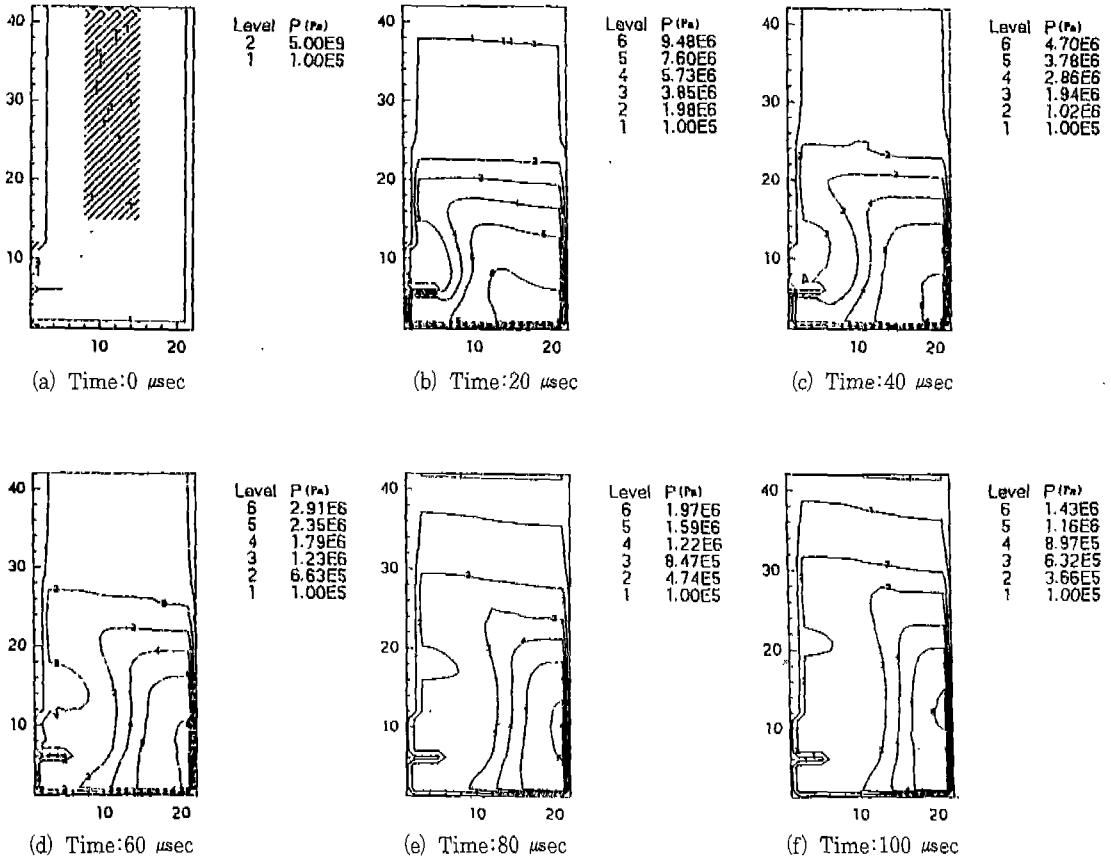 Level P (Pa)
2 5.00E9
1 1.00E5
40
30
20
10
10 20
(a) Time:0 μsec
Level P (Pa)
6 9.48E6
5 7.60E6
4 5.73E6
3 3.85E6
2 1.98E6
1 1.00E5
40
30
20
10
10 20
(b) Time:20 μsec
Level P (Pa)
6 4.70E6
5 3.78E6
4 2.86E6
3 1.94E6
2 1.02E6
1 1.00E5
40
30
20
10
10 20
(c) Time:40 μsec
Level P (Pa)
6 2.91E6
5 2.35E6
4 1.79E6
3 1.23E6
2 6.63E5
1 1.00E5
40
30
20
10
10 20
(d) Time:60 μsec
Level P (Pa)
6 1.97E6
5 1.59E6
4 1.22E6
3 8.47E5
2 4.74E5
1 1.00E5
40
30
20
10
10 20
(e) Time:80 μsec
Level P (Pa)
6 1.43E6
5 1.16E6
4 8.97E5
3 6.32E5
2 3.66E5
1 1.00E5
40
30
20
10
10 20
(f) Time:100 μsec